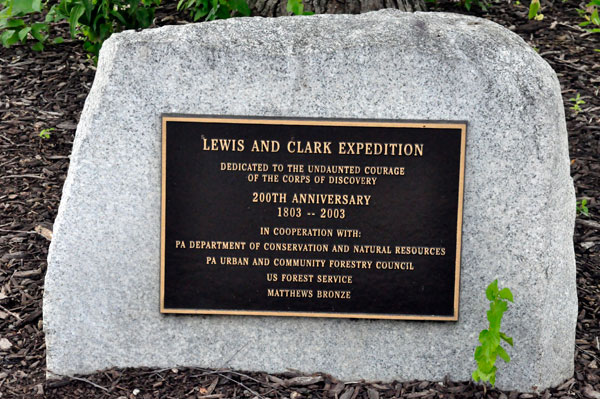 LEWIS AND CLARK EXPEDITION
DEDICATED TO THE UNDAUNTED COURAGE
OF THE CORPS OF DISCOVERY
200TH ANNIVERSARY
1803 -- 2003
IN COOPERATION WITH:
PA DEPARTMENT OF CONSERVATION AND NATURAL RESOURCES
PA URBAN AND COMMUNITY FORESTRY COUNCIL
US FOREST SERVICE
MATTHEWS BRONZE